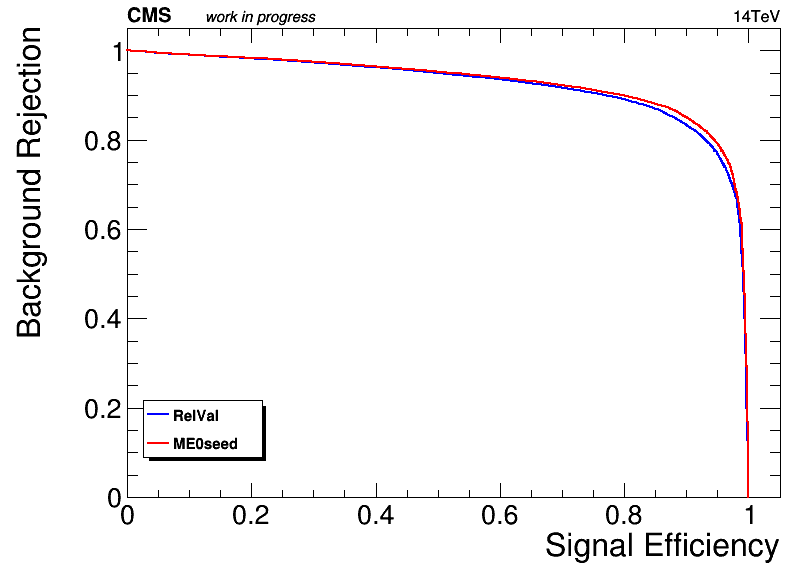 CMS work in progress 14TeV
Background Rejection
1
0.8
0.6
0.4
0.2
0
RelVal
ME0seed
0 0.2 0.4 0.6 0.8 1
Signal Efficiency